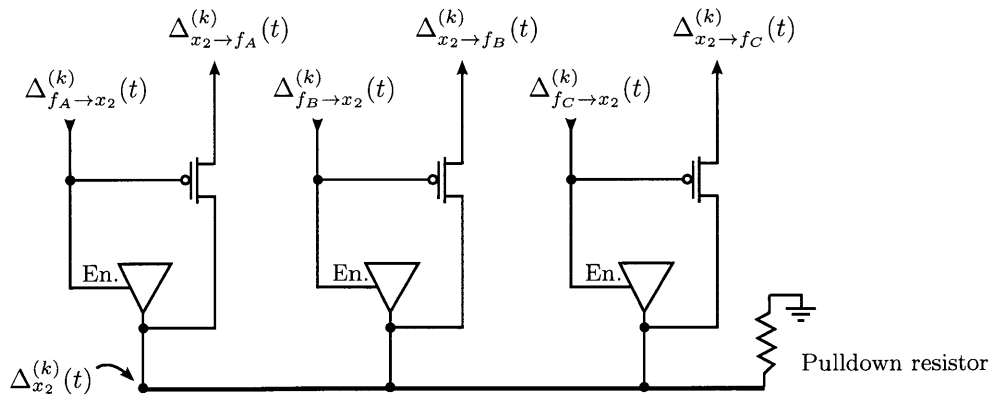 Δ^{(k)}_{x_2→f_A}(t)
Δ^{(k)}_{x_2→f_B}(t)
Δ^{(k)}_{x_2→f_C}(t)
Δ^{(k)}_{f_A→x_2}(t)
Δ^{(k)}_{f_B→x_2}(t)
Δ^{(k)}_{f_C→x_2}(t)
En.
En.
En.
Pulldown resistor
Δ^{(k)}_{x_2}(t)